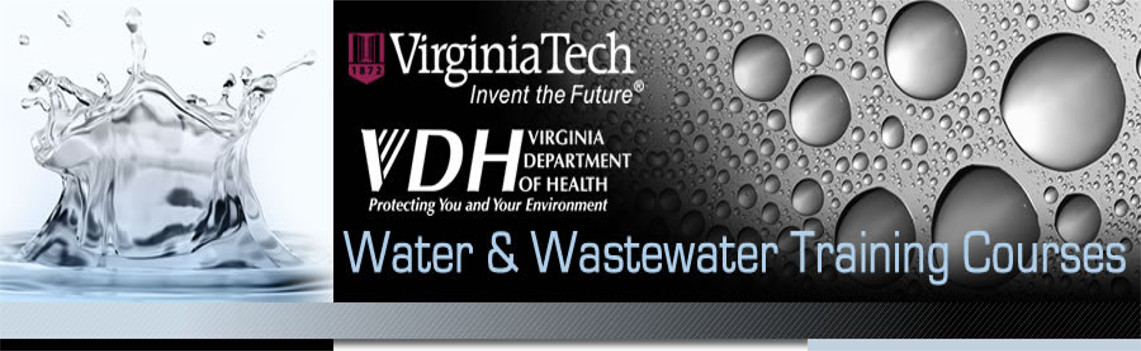 VirginiaTech
1872
Invent the Future®
VDH VIRGINIA
DEPARTMENT
OF HEALTH
Protecting You and Your Environment
Water & Wastewater Training Courses